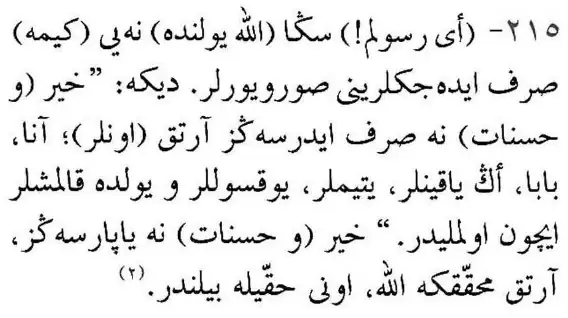 ٢١٥- (أى رسولم!) سڭا (الله يولنده) نه‌يى (كيمه)
صرف ايده‌جكلرينى صورويورلر. ديكه: ”خير (و
حسنات) نه صرف ايدرسه‌ڭز آرتق (اونلر)؛ آنا،
بابا، أڭ ياقينلر، يتيملر، يوقسوللر و يولده قالمشلر
ايچون اولمليدر.“ خير (و حسنات) نه ياپارسه‌ڭز،
آرتق محقّقكه الله، اونى حقّيله بيلندر.(٢)